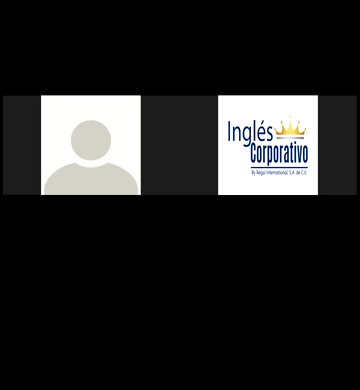 Inglés
Corporativo
By Regal International, S.A. de C.V.